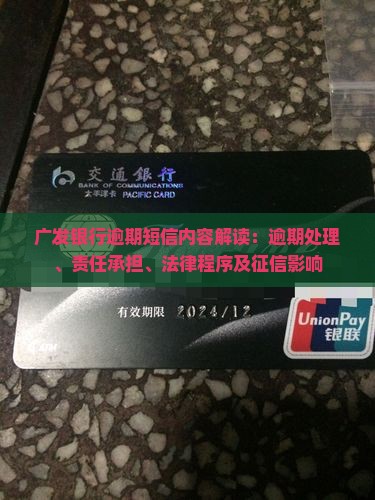 交通銀行
BANK OF COMMUNICATIONS
太平洋卡 PACIFIC CARD
广发银行逾期短信内容解读：逾期处理
、责任承担、法律程序及征信影响
有效期限 2024/12
ATM
UnionPay
银联